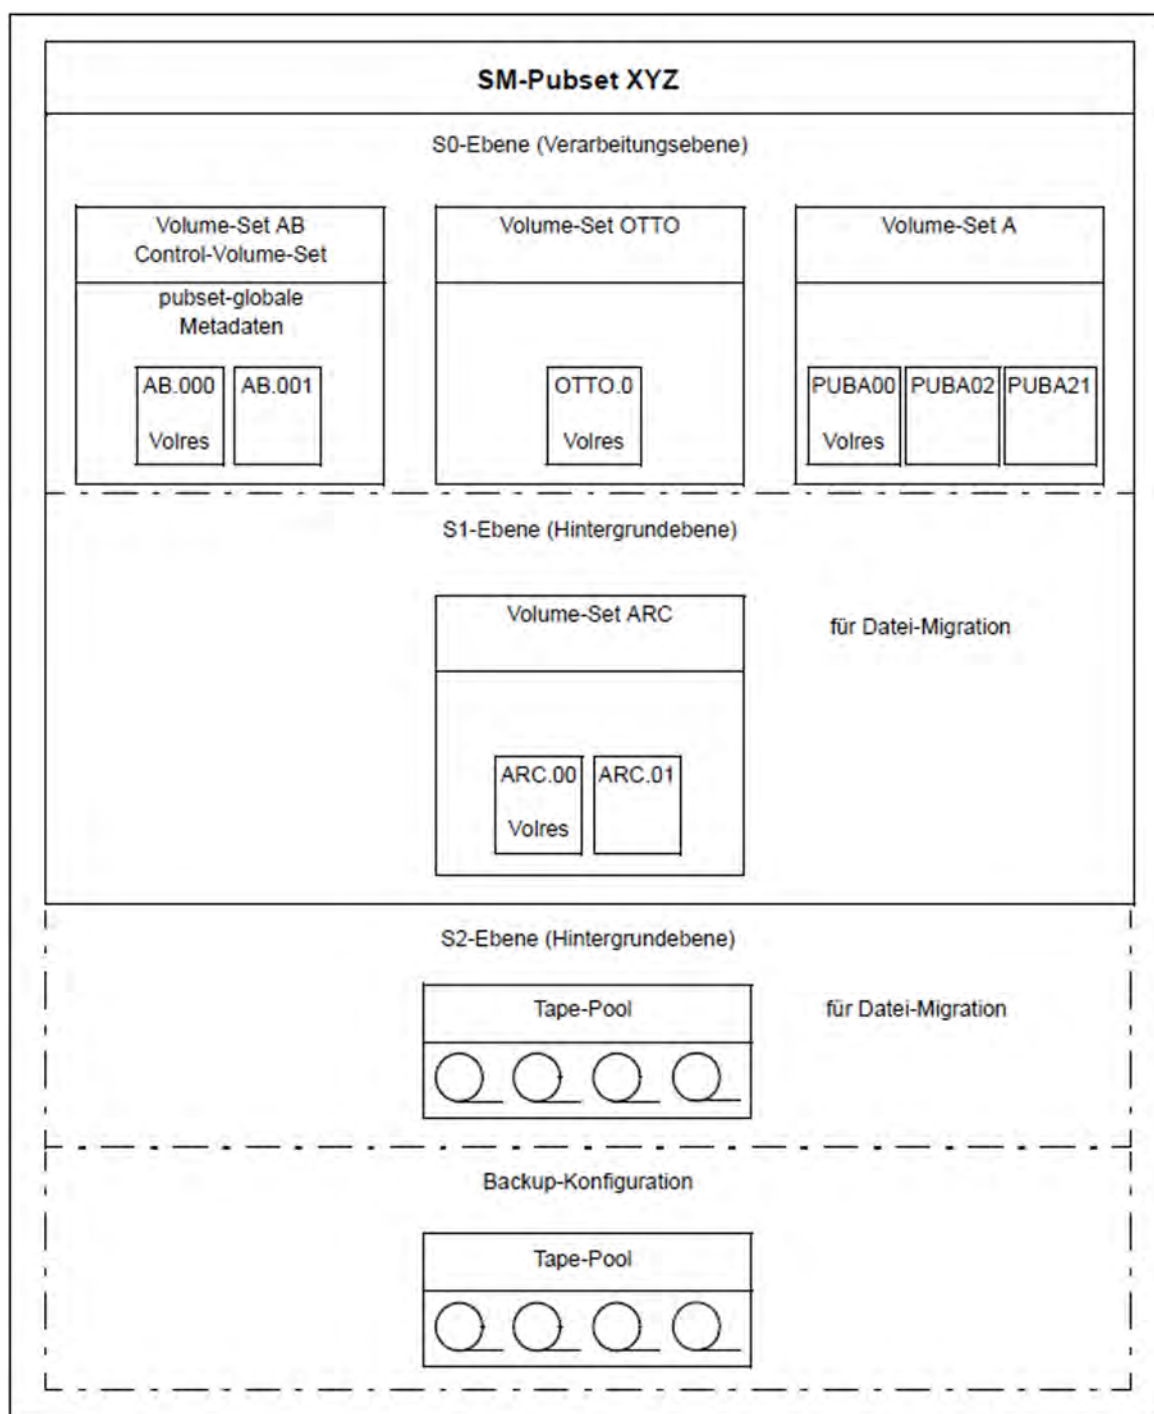 SM-Pubset XYZ
S0-Ebene (Verarbeitungsebene)
Volume-Set AB
Control-Volume-Set
pubset-globale
Metadaten
AB.000
Volres
AB.001
Volume-Set OTTO
OTTO.0
Volres
Volume-Set A
PUBA00
Volres
PUBA02
PUBA21
S1-Ebene (Hintergrundebene)
Volume-Set ARC
für Datei-Migration
ARC.00
Volres
ARC.01
S2-Ebene (Hintergrundebene)
Tape-Pool
für Datei-Migration
Backup-Konfiguration
Tape-Pool